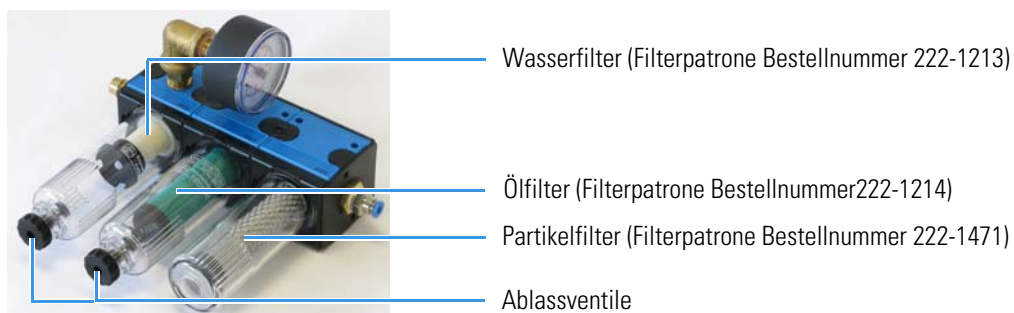 Wasserfilter (Filterpatrone Bestellnummer 222-1213)
Ölfilter (Filterpatrone Bestellnummer222-1214)
Partikelfilter (Filterpatrone Bestellnummer 222-1471)
Ablassventile